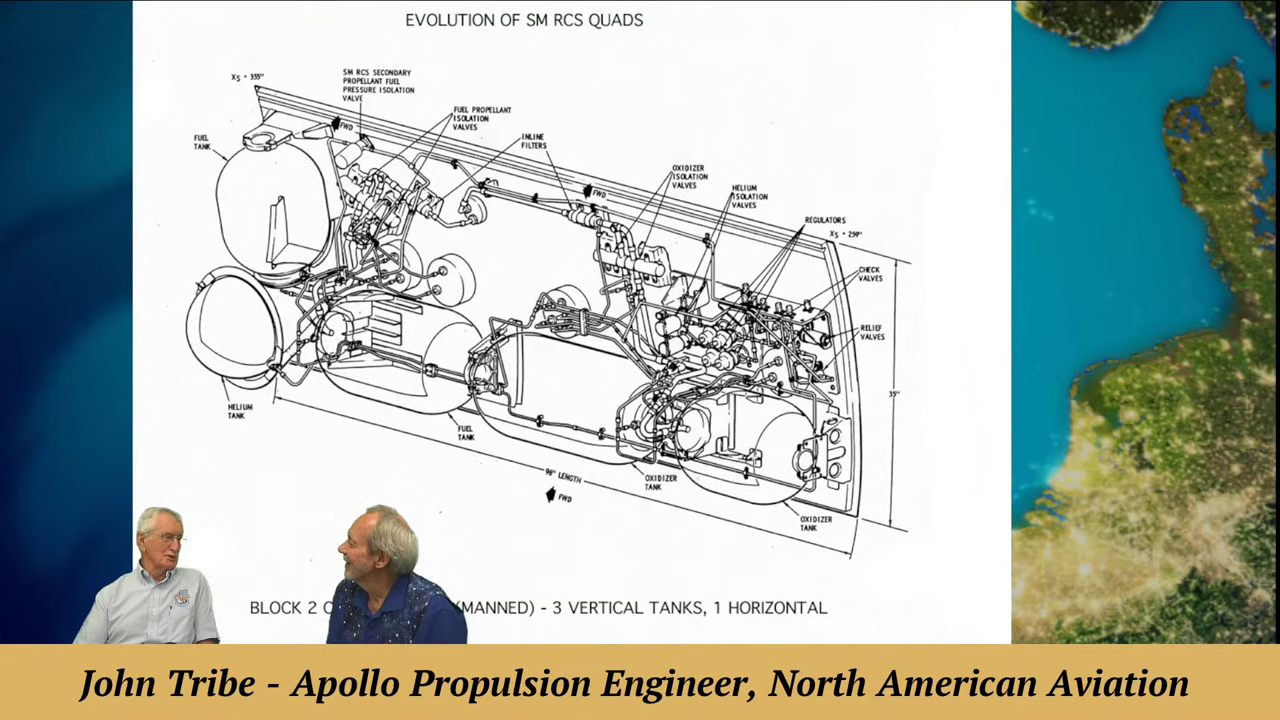 EVOLUTION OF SM RCS QUADS
X_S = 355"
SM RCS SECONDARY
PROPELLANT FUEL
PRESSURE ISOLATION
VALVE
FUEL PROPELLANT
ISOLATION
VALVES
FWD
INLINE
FILTERS
FUEL
TANK
OXIDIZER
ISOLATION
VALVES
FWD
HELIUM
ISOLATION
VALVES
REGULATORS
X_S = 259"
CHECK
VALVES
RELIEF
VALVES
35"
HELIUM
TANK
FUEL
TANK
96" LENGTH
FWD
OXIDIZER
TANK
OXIDIZER
TANK
BLOCK 2 (MANNED) - 3 VERTICAL TANKS, 1 HORIZONTAL
John Tribe - Apollo Propulsion Engineer, North American Aviation